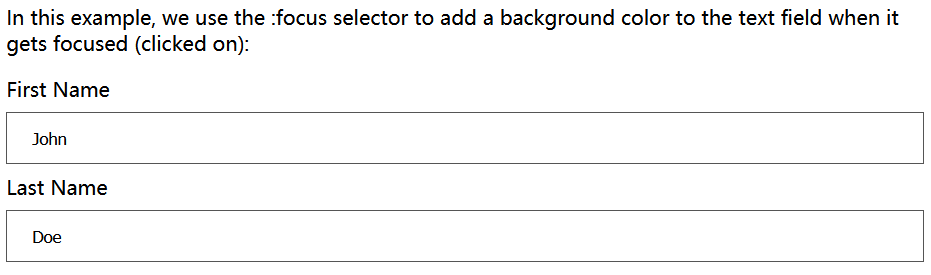 In this example, we use the :focus selector to add a background color to the text field when it
gets focused (clicked on):
First Name
John
Last Name
Doe